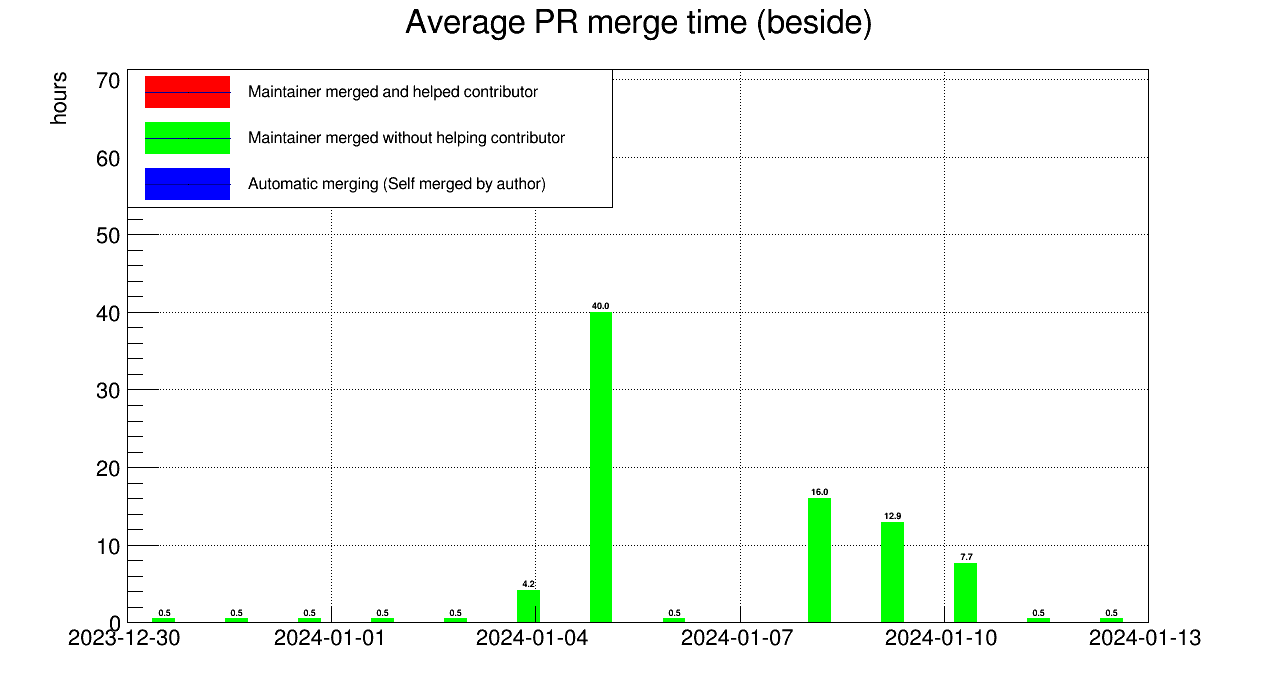 Average PR merge time (beside)
hours
70
60
50
40
30
20
10
0
Maintainer merged and helped contributor
Maintainer merged without helping contributor
Automatic merging (Self merged by author)
0.5 0.5 0.5 0.5 0.5 4.2 40.0 0.5 16.0 12.9 7.7 0.5 0.5
2023-12-30 2024-01-01 2024-01-04 2024-01-07 2024-01-10 2024-01-13